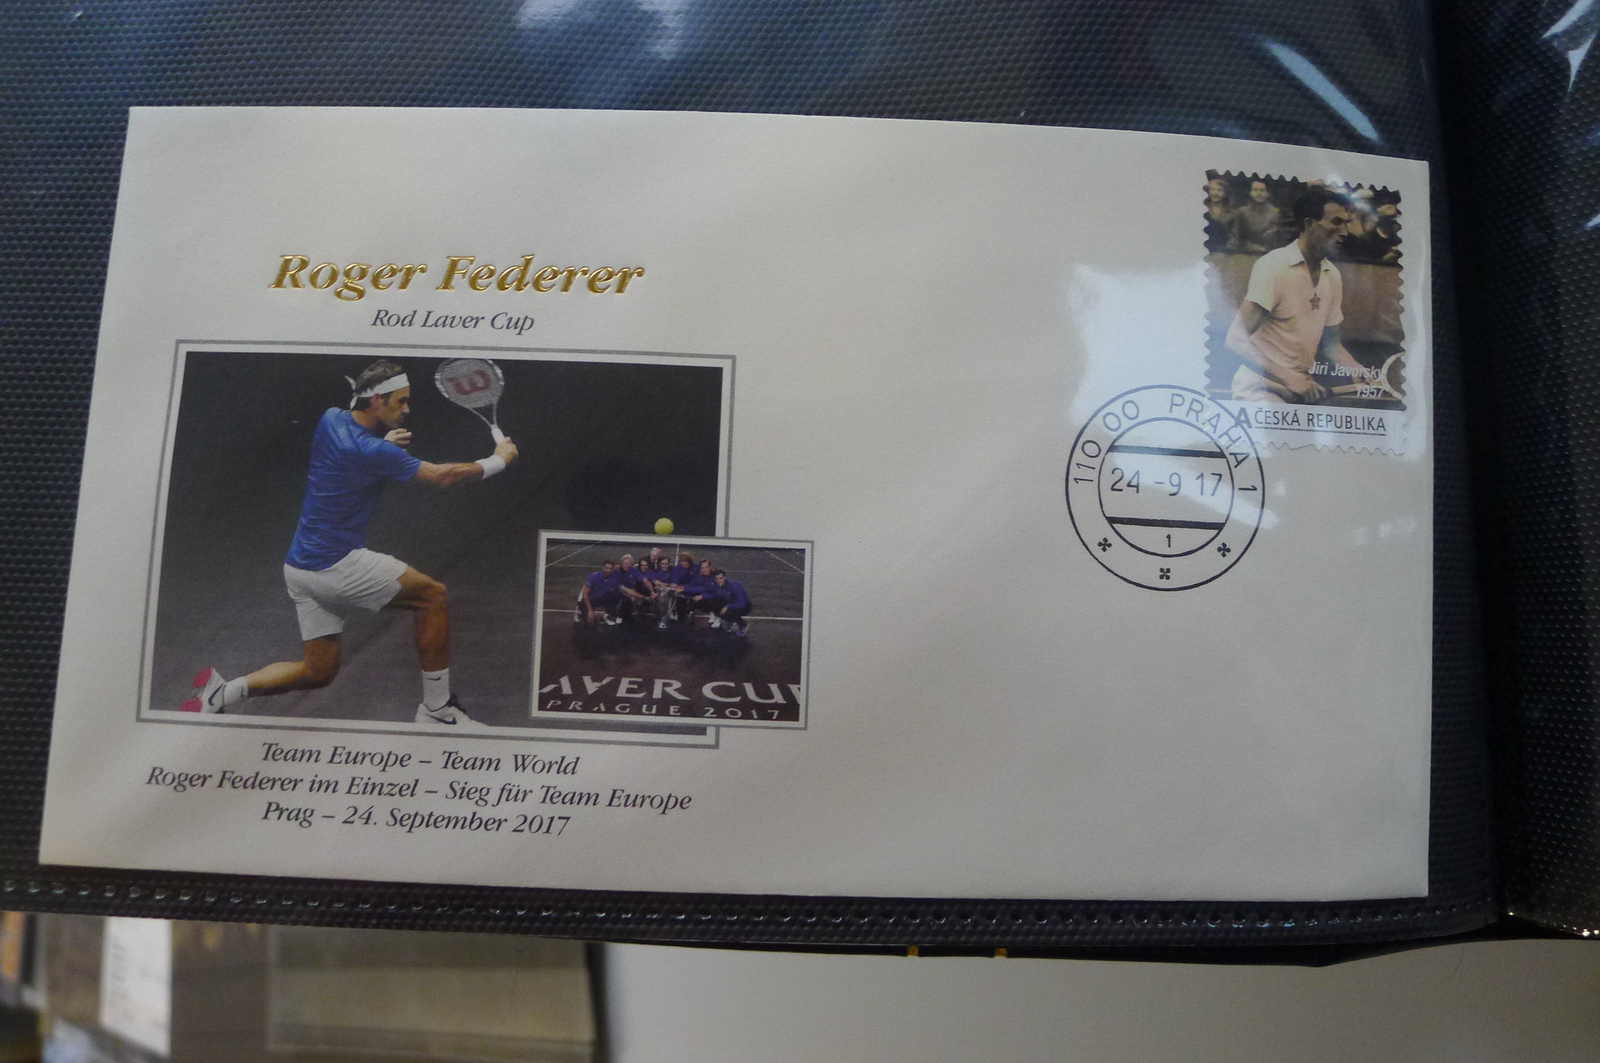 Roger Federer
Rod Laver Cup
AVER CU
PRAGUE 2017
Team Europe – Team World
Roger Federer im Einzel – Sieg für Team Europe
Prag – 24. September 2017
Jiri Javorsky
1957
A ČESKÁ REPUBLIKA
110 00 PRAHA 1
24 -9 17
1
W